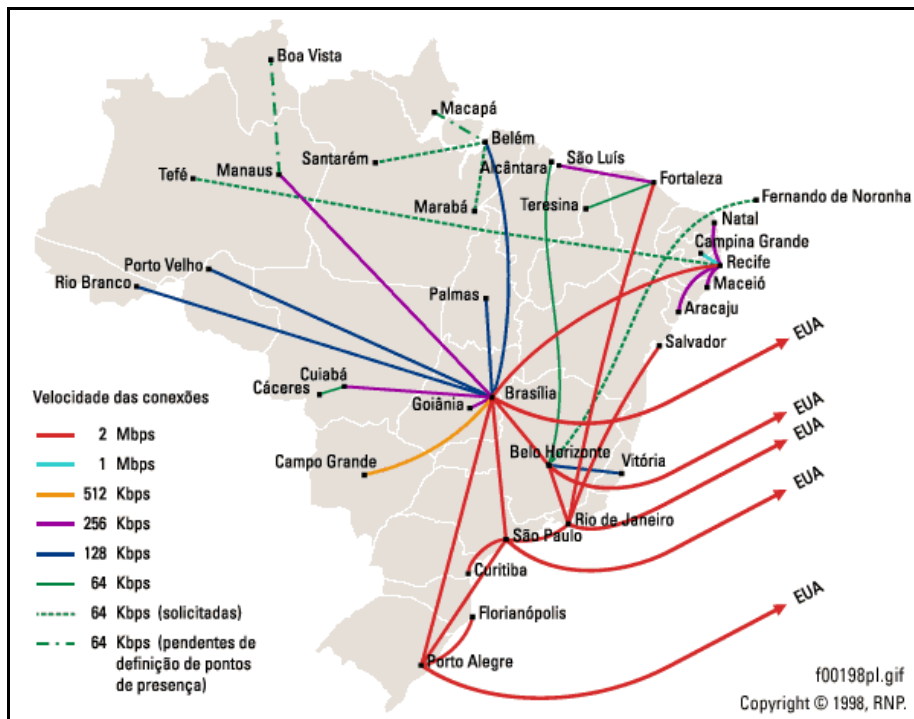 Boa Vista
Macapá
Belém
Santarém
Alcântara
São Luís
Tefé
Manaus
Fortaleza
Marabá
Teresina
Fernando de Noronha
Natal
Campina Grande
Recife
Porto Velho
Rio Branco
Palmas
Maceió
Aracaju
EUA
Salvador
Cuiabá
Cáceres
Brasília
Goiânia
EUA
EUA
Belo Horizonte
Vitória
Campo Grande
EUA
Rio de Janeiro
São Paulo
Curitiba
Florianópolis
EUA
Porto Alegre
Velocidade das conexões
2 Mbps
1 Mbps
512 Kbps
256 Kbps
128 Kbps
64 Kbps
64 Kbps (solicitadas)
64 Kbps (pendentes de
definição de pontos
de presença)
f00198pl.gif
Copyright © 1998, RNP.